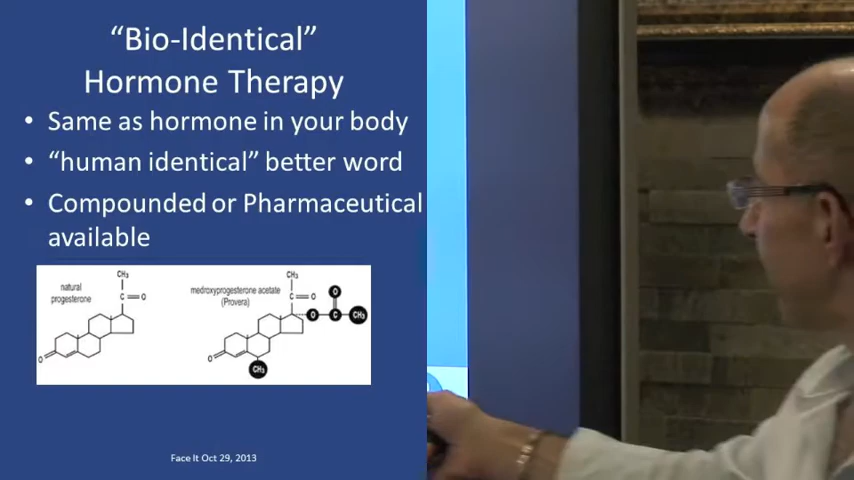 “Bio-Identical”
Hormone Therapy
• Same as hormone in your body
• “human identical” better word
• Compounded or Pharmaceutical
available
natural
progesterone
CH₃
C=O
O
medroxyprogesterone acetate
(Provera)
CH₃
C=O
O
O C CH₃
O
CH₃
Face It Oct 29, 2013